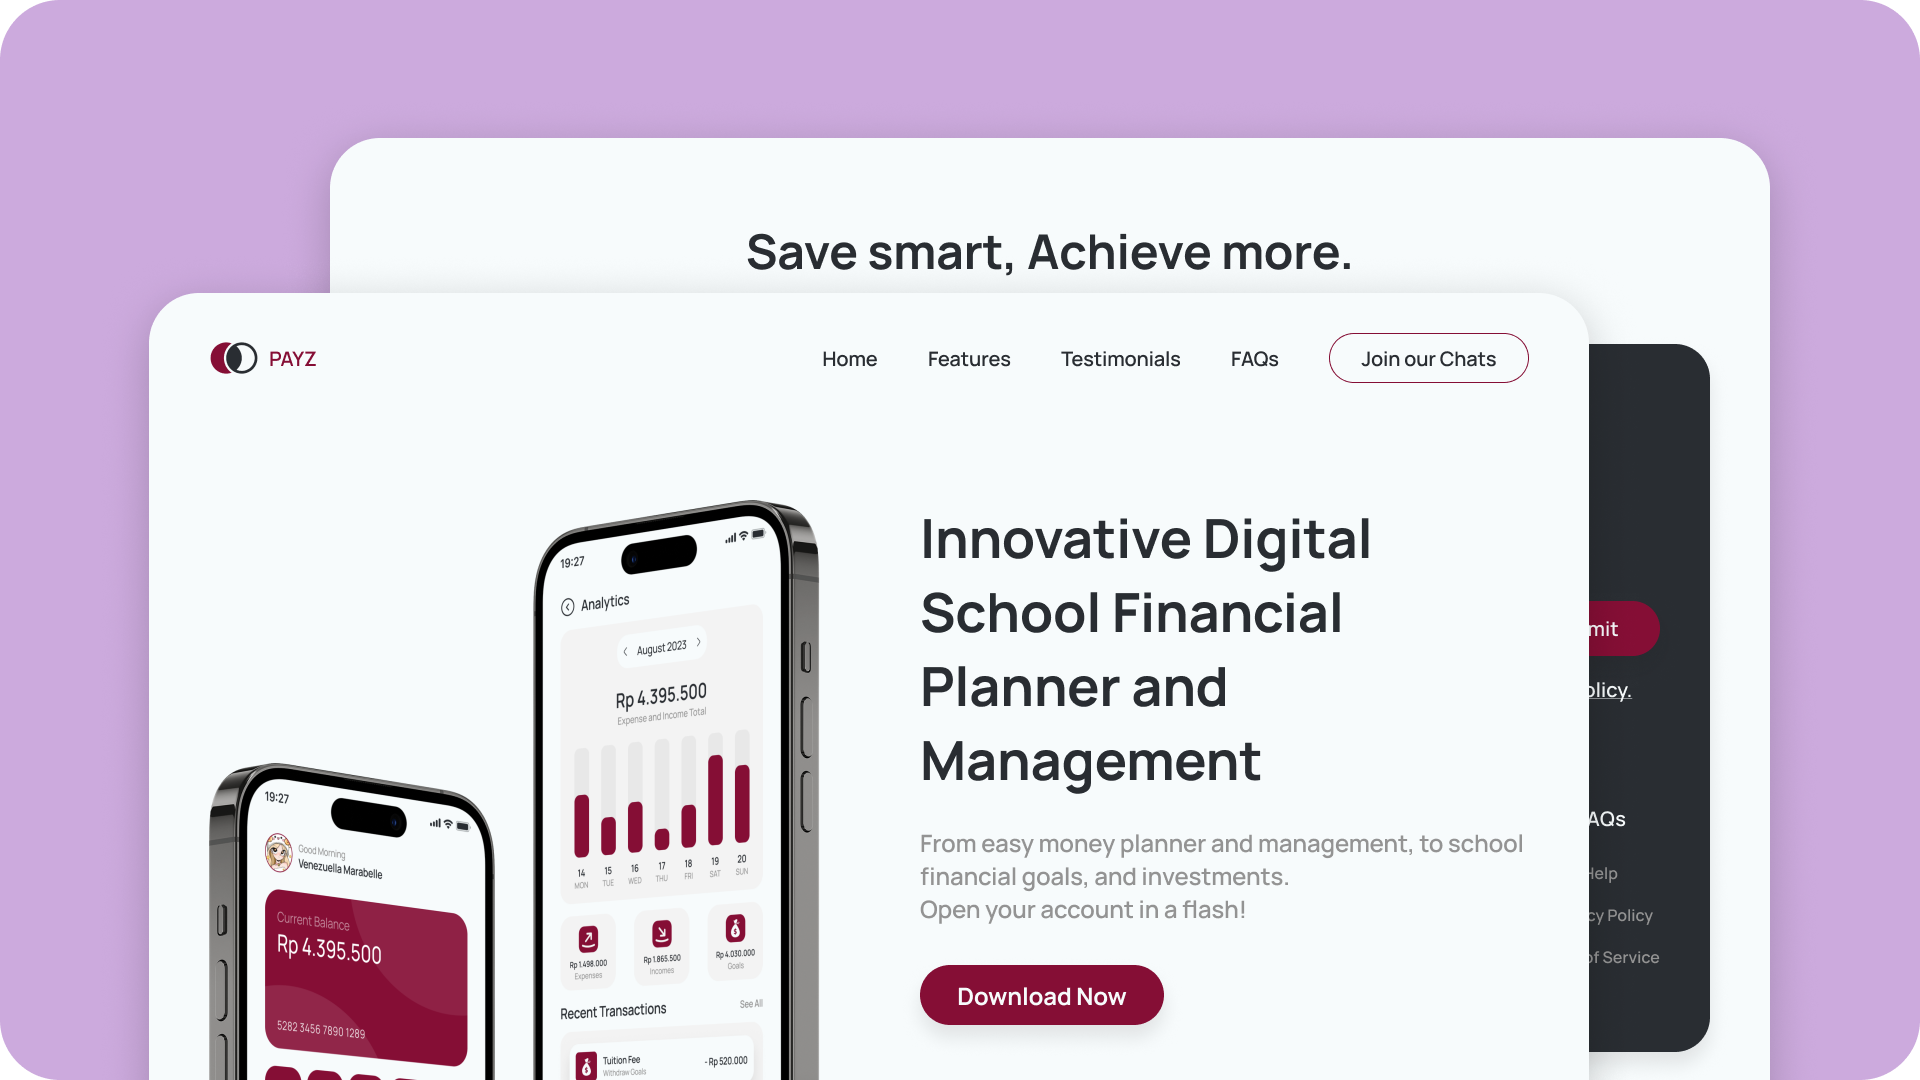 Save smart, Achieve more.
PAYZ
Home
Features
Testimonials
FAQs
Join our Chats
Innovative Digital
School Financial
Planner and
Management
From easy money planner and management, to school
financial goals, and investments.
Open your account in a flash!
Download Now
19:27
Analytics
August 2023
Rp 4.395.500
Expense and Income Total
14 15 16 17 18 19 20
MON TUE WED THU FRI SAT SUN
Rp 1.498.000
Expenses
Rp 1.865.500
Incomes
Rp 4.030.000
Goals
Recent Transactions
See All
Tuition Fee
Withdraw Goals
- Rp 520.000
19:27
Good Morning
Venezuella Marabelle
Current Balance
Rp 4.395.500
5282 3456 7890 1289
mit
olicy.
AQs
Help
cy Policy
of Service